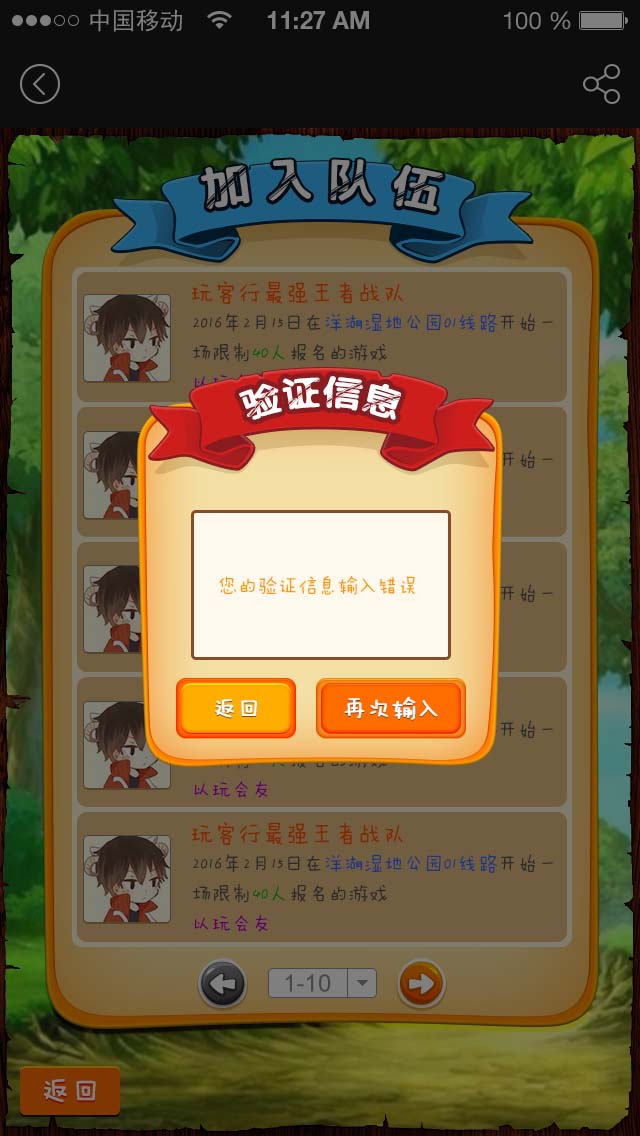 中国移动 11:27 AM 100 %
加入队伍
玩客行最强王者战队
2016年2月15日在洋湖湿地公园01线路开始一
场限制40人报名的游戏
以玩会友
验证信息
开始一
您的验证信息输入错误
开始一
返回 再次输入
开始一
以玩会友
玩客行最强王者战队
2016年2月15日在洋湖湿地公园01线路开始一
场限制40人报名的游戏
以玩会友
1-10
返回